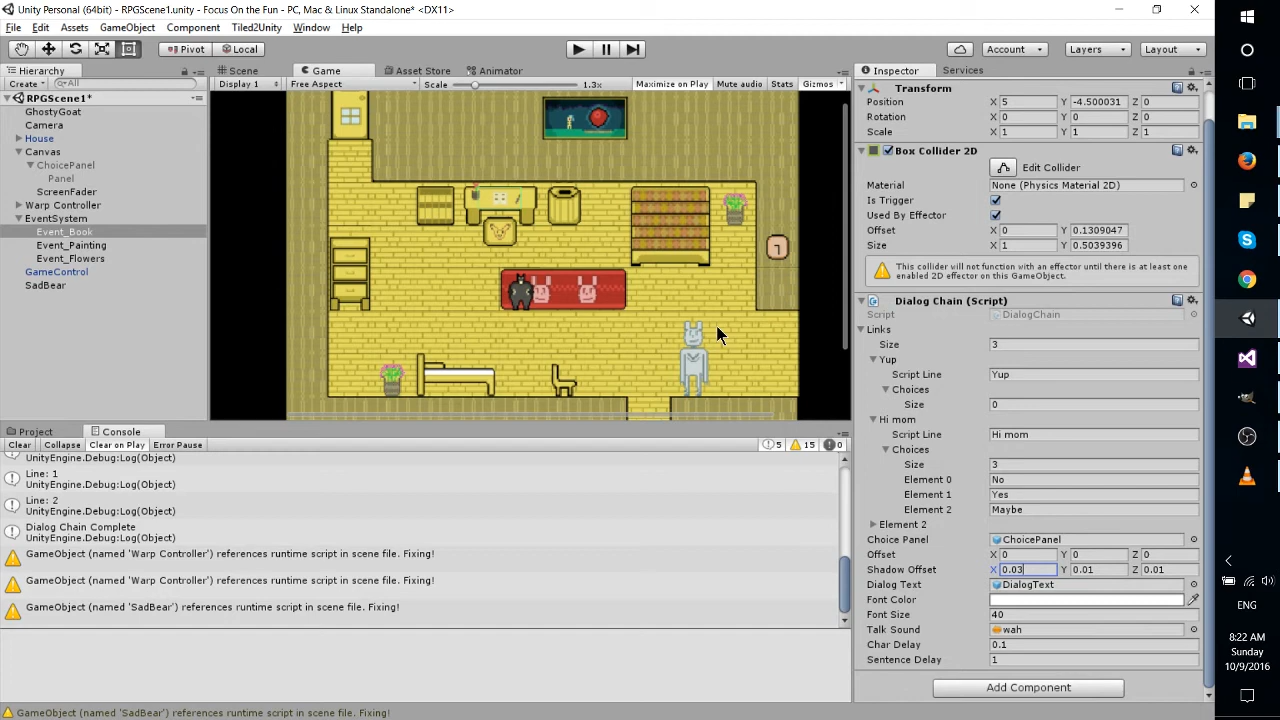 Unity Personal (64bit) - RPGScene1.unity - Focus On the Fun - PC, Mac & Linux Standalone* <DX11>
File Edit Assets GameObject Component Tiled2Unity Window Help
Pivot Local Account Layers Layout
Hierarchy
Create All
RPGScene1*
GhostyGoat
Camera
House
Canvas
ChoicePanel
Panel
ScreenFader
Warp Controller
EventSystem
Event_Book
Event_Painting
Event_Flowers
GameControl
SadBear
Scene Game Asset Store Animator
Display 1 Free Aspect Scale 1.3x Maximize on Play Mute audio Stats Gizmos
Project Console
Clear Collapse Clear on Play Error Pause 5 15 0
UnityEngine.Debug:Log(Object)
Line: 1
UnityEngine.Debug:Log(Object)
Line: 2
UnityEngine.Debug:Log(Object)
Dialog Chain Complete
UnityEngine.Debug:Log(Object)
GameObject (named 'Warp Controller') references runtime script in scene file. Fixing!
GameObject (named 'Warp Controller') references runtime script in scene file. Fixing!
GameObject (named 'SadBear') references runtime script in scene file. Fixing!
GameObject (named 'SadBear') references runtime script in scene file. Fixing!
Inspector Services
Transform
Position X 5 Y -4.500031 Z 0
Rotation X 0 Y 0 Z 0
Scale X 1 Y 1 Z 1
Box Collider 2D
Edit Collider
Material None (Physics Material 2D)
Is Trigger
Used By Effector
Offset X 0 Y 0.1309047
Size X 1 Y 0.5039396
This collider will not function with an effector until there is at least one
enabled 2D effector on this GameObject.
Dialog Chain (Script)
Script DialogChain
Links
Size 3
Yup
Script Line Yup
Choices
Size 0
Hi mom
Script Line Hi mom
Choices
Size 3
Element 0 No
Element 1 Yes
Element 2 Maybe
Element 2
Choice Panel ChoicePanel
Offset X 0 Y 0 Z 0
Shadow Offset X 0.03 Y 0.01 Z 0.01
Dialog Text DialogText
Font Color
Font Size 40
Talk Sound wah
Char Delay 0.1
Sentence Delay 1
Add Component
ENG
8:22 AM
Sunday
10/9/2016